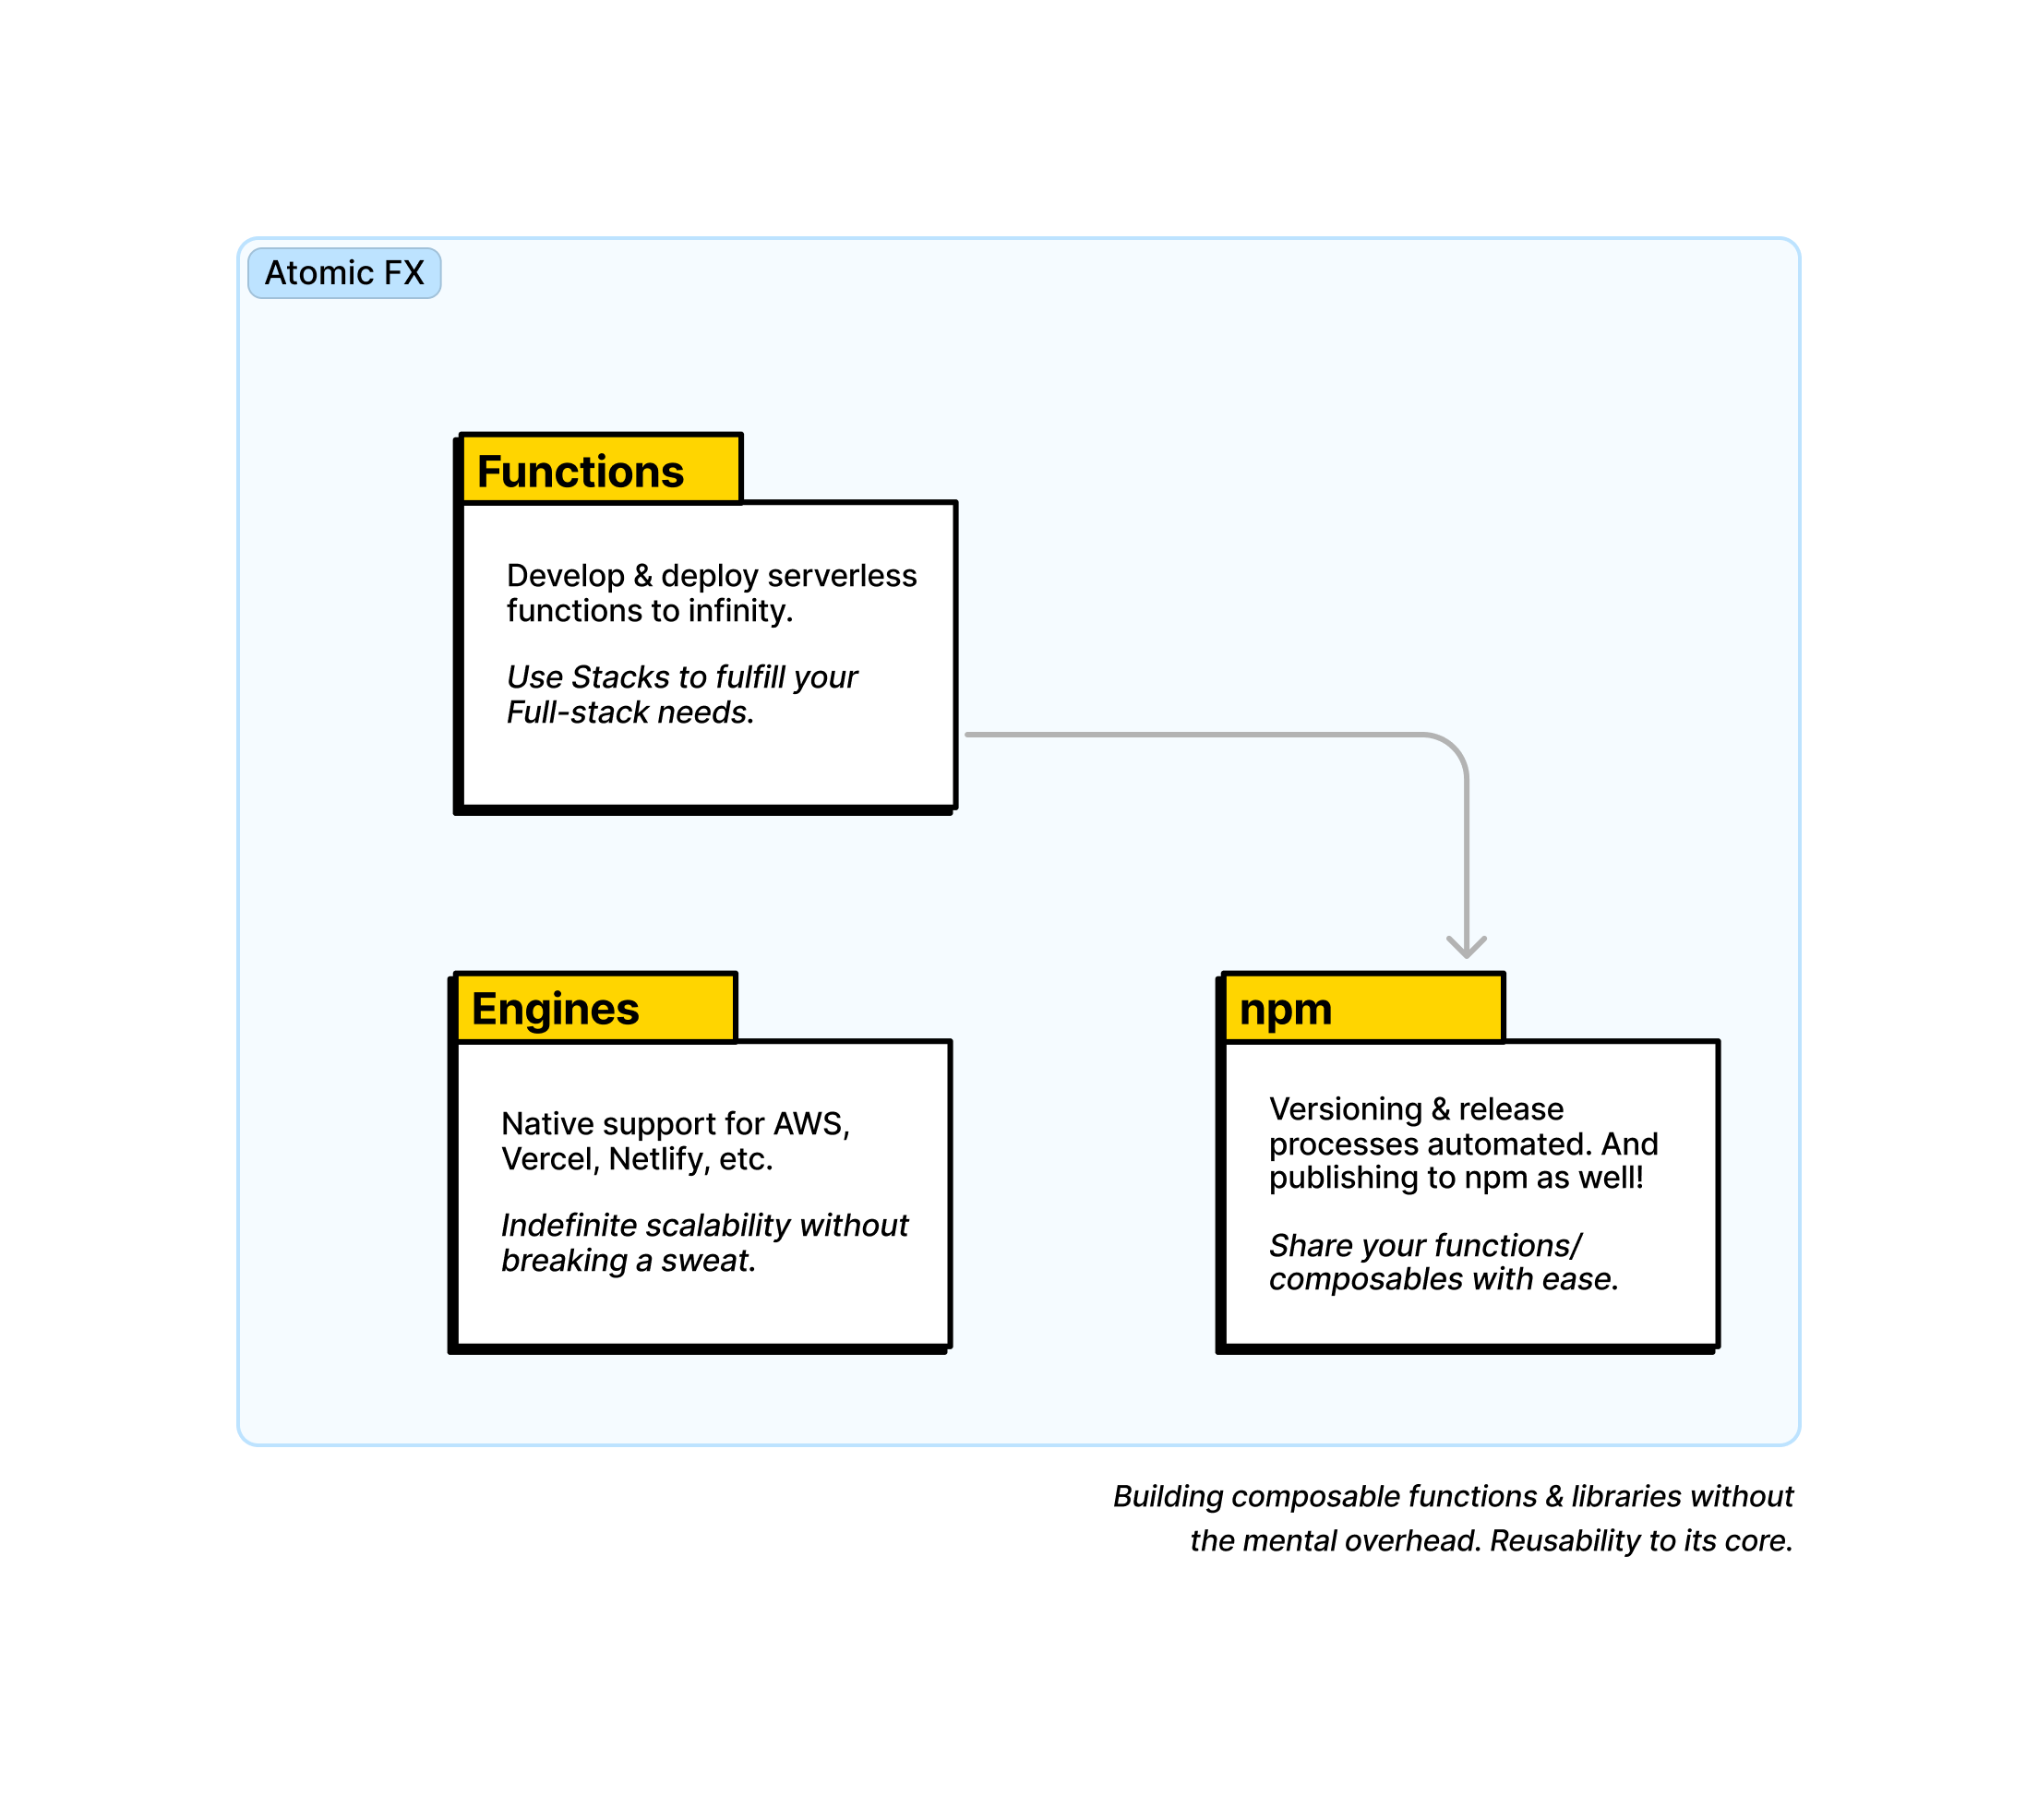 Atomic FX
Functions
Develop & deploy serverless
functions to infinity.
Use Stacks to fulfill your
Full-stack needs.
Engines
Native support for AWS,
Vercel, Netlify, etc.
Indefinite scalability without
breaking a sweat.
npm
Versioning & release
processes automated. And
publishing to npm as well!
Share your functions/
composables with ease.
Building composable functions & libraries without
the mental overhead. Reusability to its core.